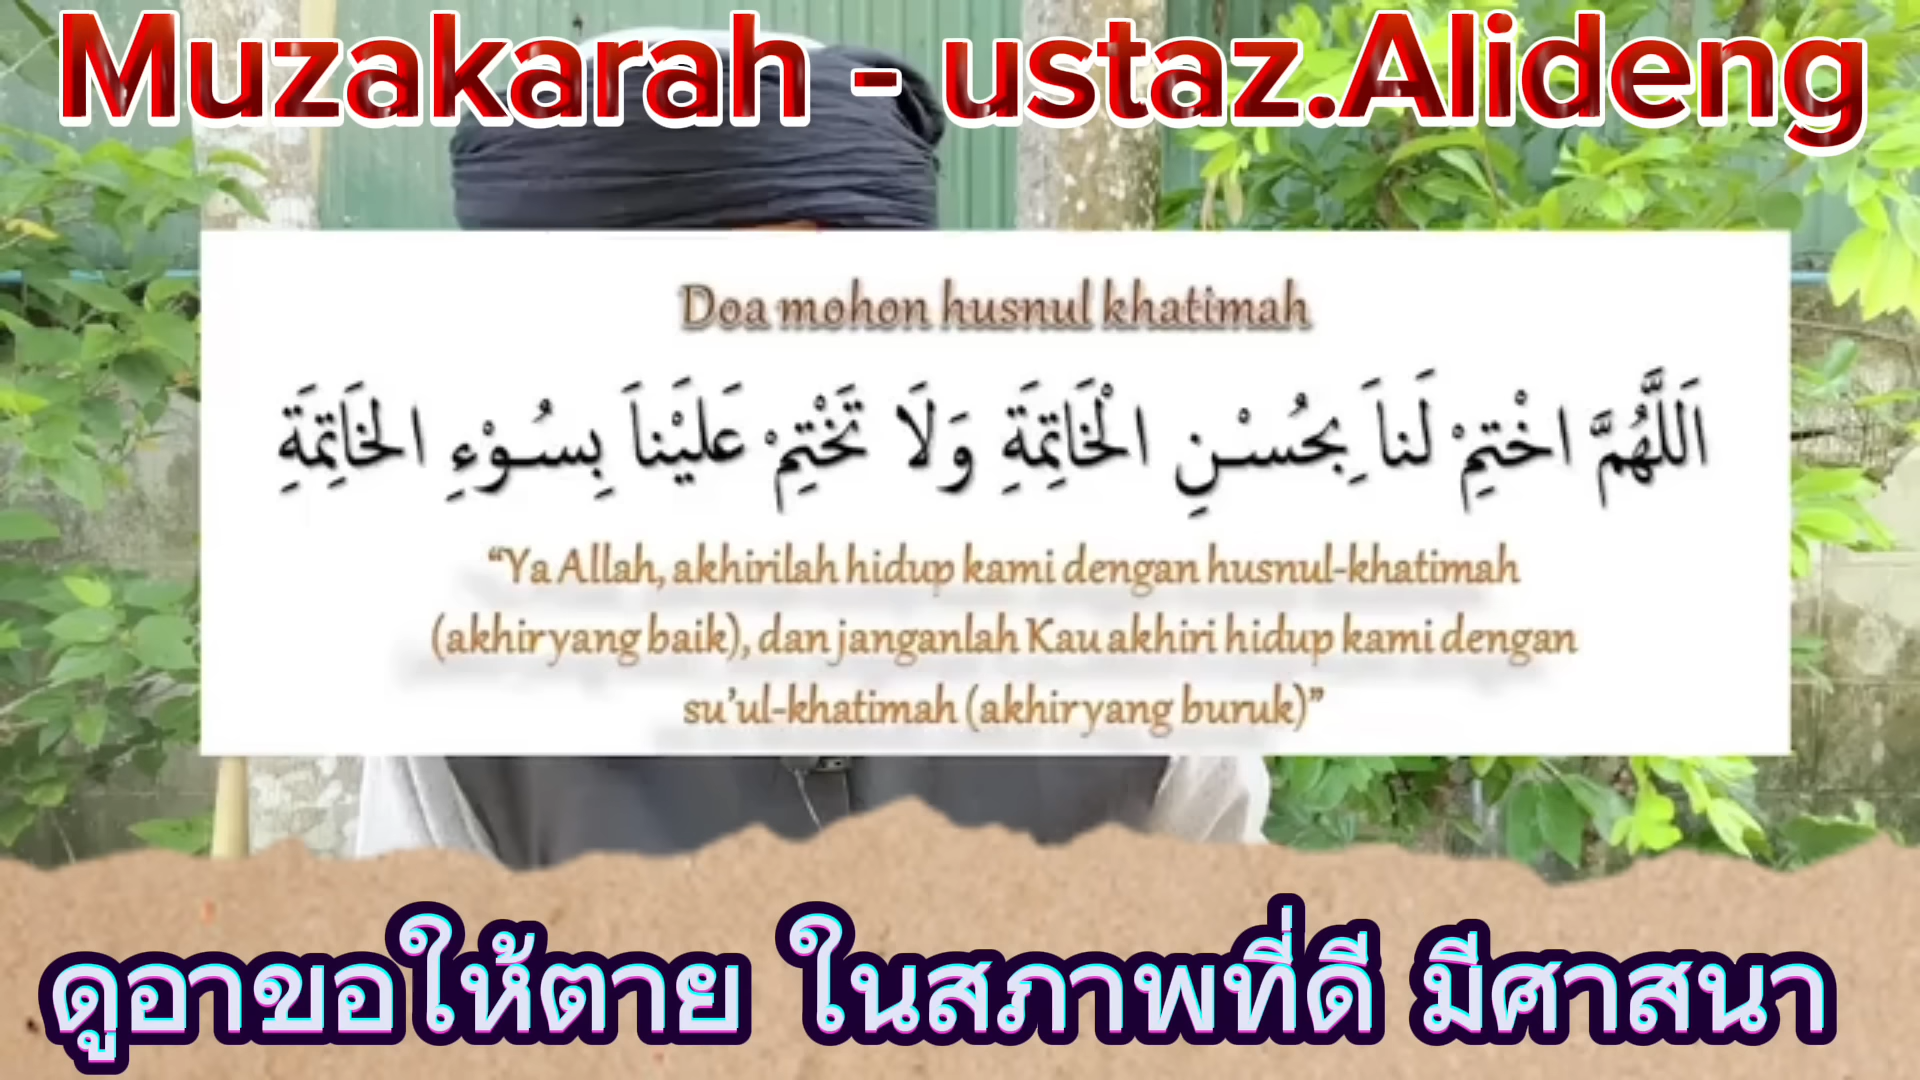 Muzakarah - ustaz.Alideng
Doa mohon husnul khatimah
اَللَّهُمَّ اخْتِمْ لَناَ بِحُسْنِ الْخَاتِمَةِ وَلَا تَخْتِمْ عَلَيْناَ بِسُوْءِ الخَاتِمَةِ
“Ya Allah, akhirilah hidup kami dengan husnul-khatimah
(akhir yang baik), dan janganlah Kau akhiri hidup kami dengan
su’ul-khatimah (akhir yang buruk)”
ดูอาขอให้ตาย ในสภาพที่ดี มีศาสนา